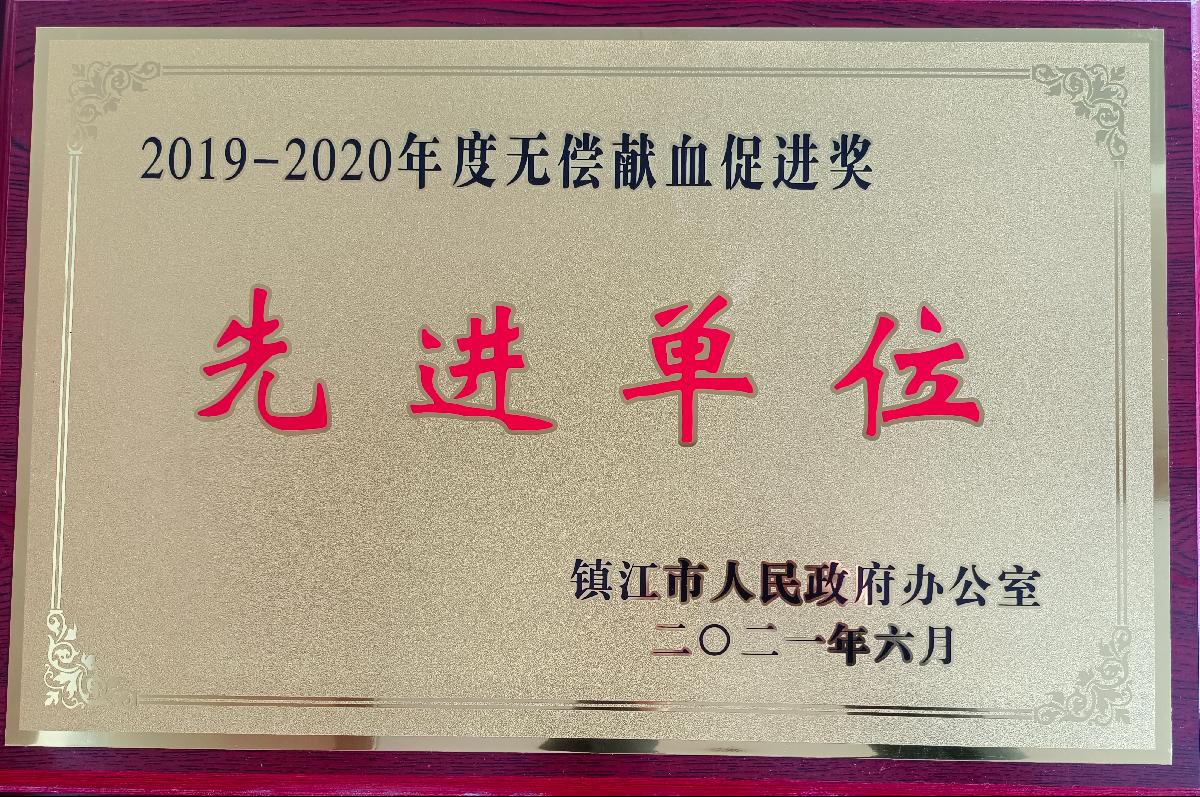 2019-2020年度无偿献血促进奖
先进单位
镇江市人民政府办公室
二〇二一年六月